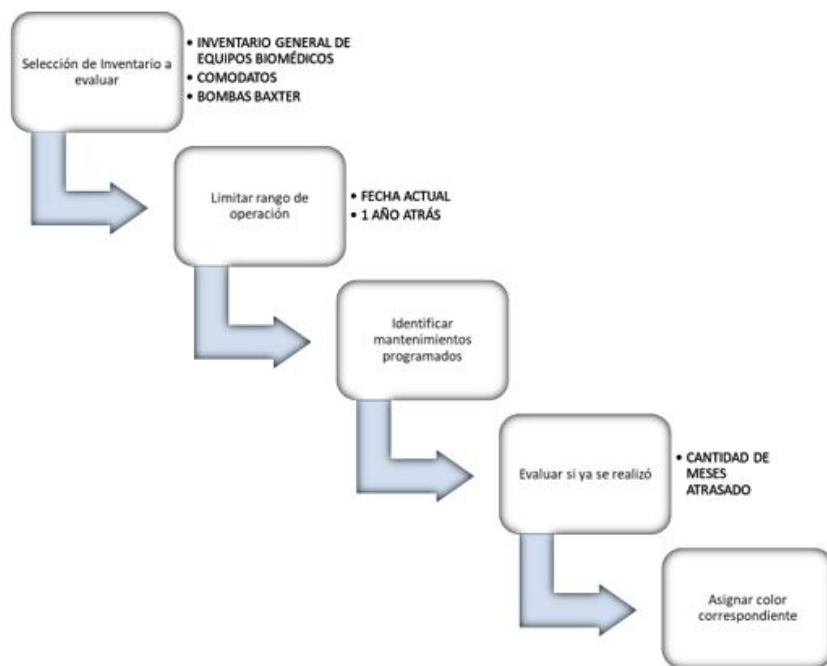 Selección de Inventario a
evaluar
• INVENTARIO GENERAL DE
EQUIPOS BIOMÉDICOS
• COMODATOS
• BOMBAS BAXTER
Limitar rango de
operación
• FECHA ACTUAL
• 1 AÑO ATRÁS
Identificar
mantenimientos
programados
Evaluar si ya se realizó
• CANTIDAD DE
MESES
ATRASADO
Asignar color
correspondiente